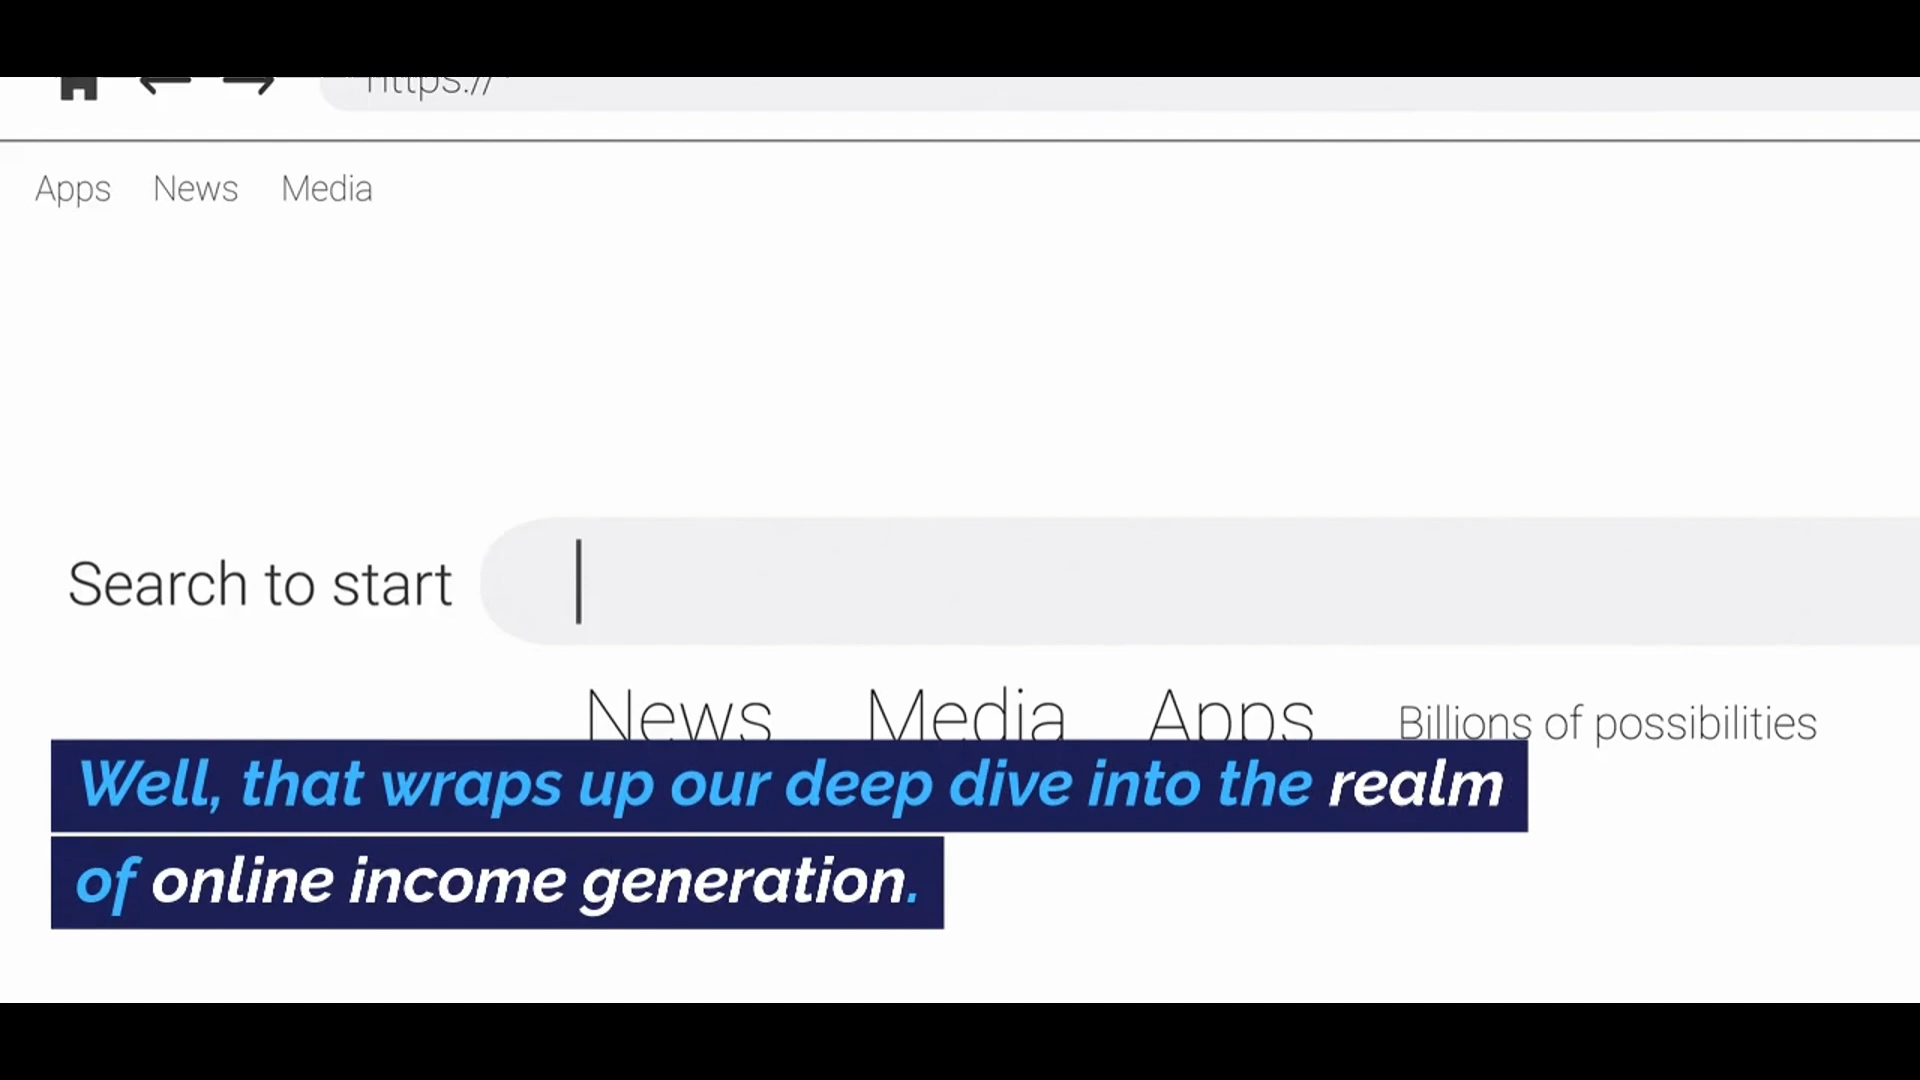 https://
Apps News Media
Search to start
News Media Apps Billions of possibilities
Well, that wraps up our deep dive into the realm
of online income generation.